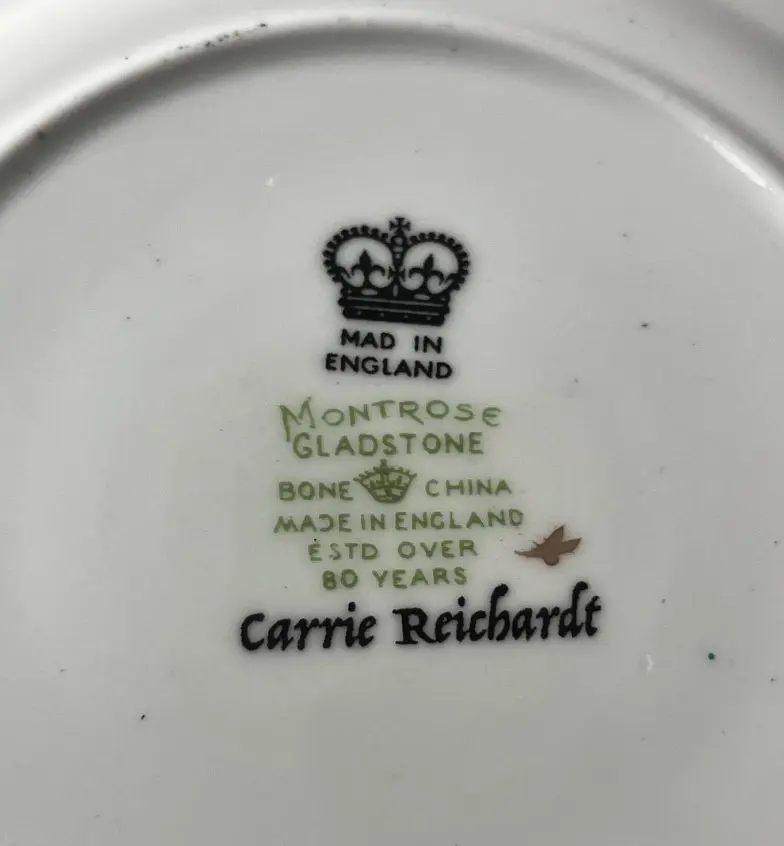 MAD IN
ENGLAND
MONTROSE
GLADSTONE
BONE CHINA
MADE IN ENGLAND
ESTD OVER
80 YEARS
Carrie Reichardt